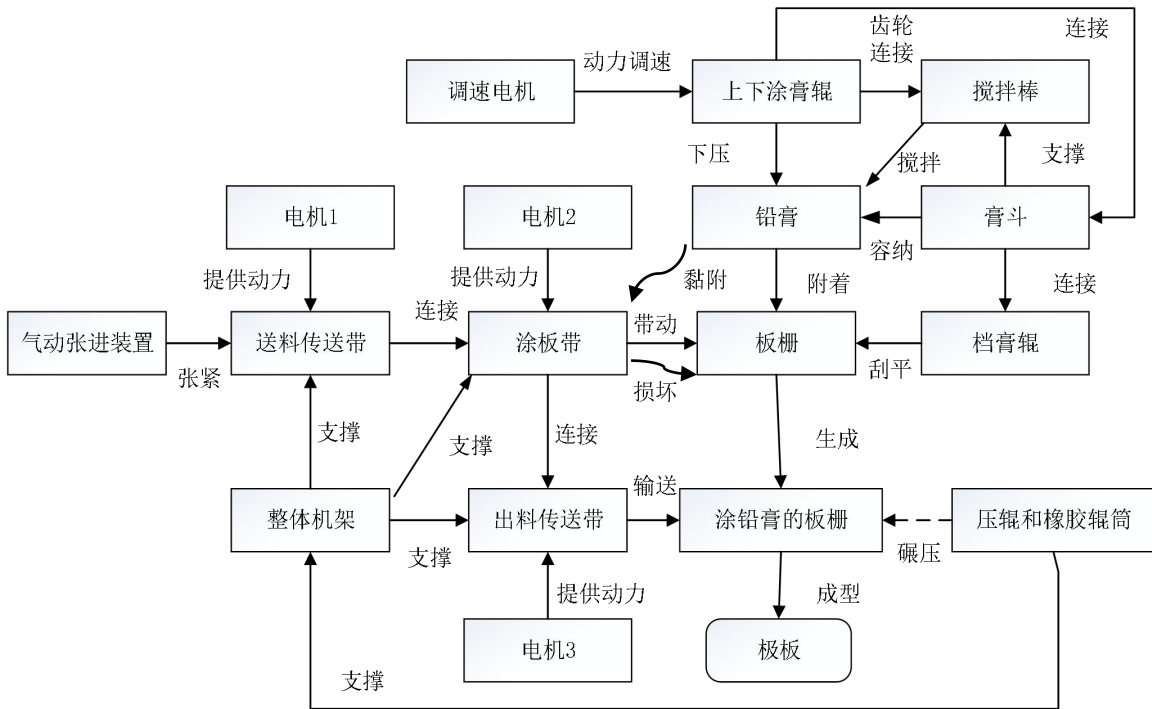 齿轮
连接
连接
动力调速
调速电机
上下涂膏辊
搅拌棒
下压
搅拌
支撑
电机1
电机2
铅膏
膏斗
容纳
提供动力
提供动力
黏附
附着
连接
连接
带动
气动张进装置
送料传送带
涂板带
板栅
档膏辊
张紧
损坏
刮平
支撑
支撑
连接
生成
输送
整体机架
出料传送带
涂铅膏的板栅
压辊和橡胶辊筒
支撑
碾压
提供动力
成型
电机3
极板
支撑